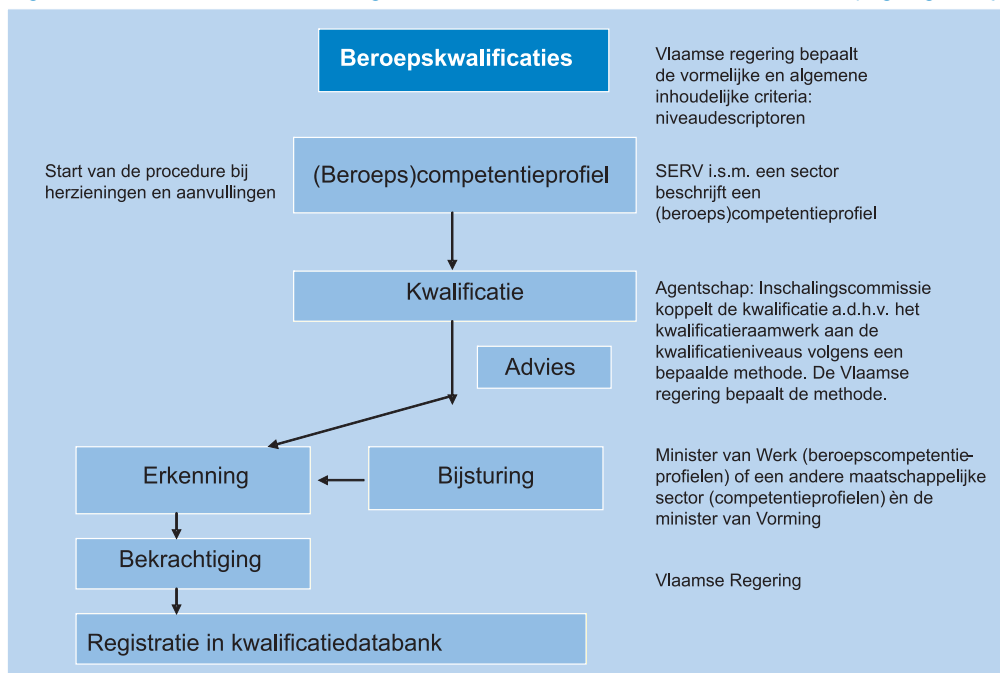 Beroepskwalificaties
Vlaamse regering bepaalt
de vormelijke en algemene
inhoudelijke criteria:
niveaudescriptoren
Start van de procedure bij
herzieningen en aanvullingen
(Beroeps)competentieprofiel
SERV i.s.m. een sector
beschrijft een
(beroeps)competentieprofiel
Kwalificatie
Agentschap: Inschalingscommissie
koppelt de kwalificatie a.d.h.v. het
kwalificatieraamwerk aan de
kwalificatieniveaus volgens een
bepaalde methode. De Vlaamse
regering bepaalt de methode.
Advies
Erkenning
Bijsturing
Minister van Werk (beroepscompetentie-
profielen) of een andere maatschappelijke
sector (competentieprofielen) èn de
minister van Vorming
Bekrachtiging
Vlaamse Regering
Registratie in kwalificatiedatabank